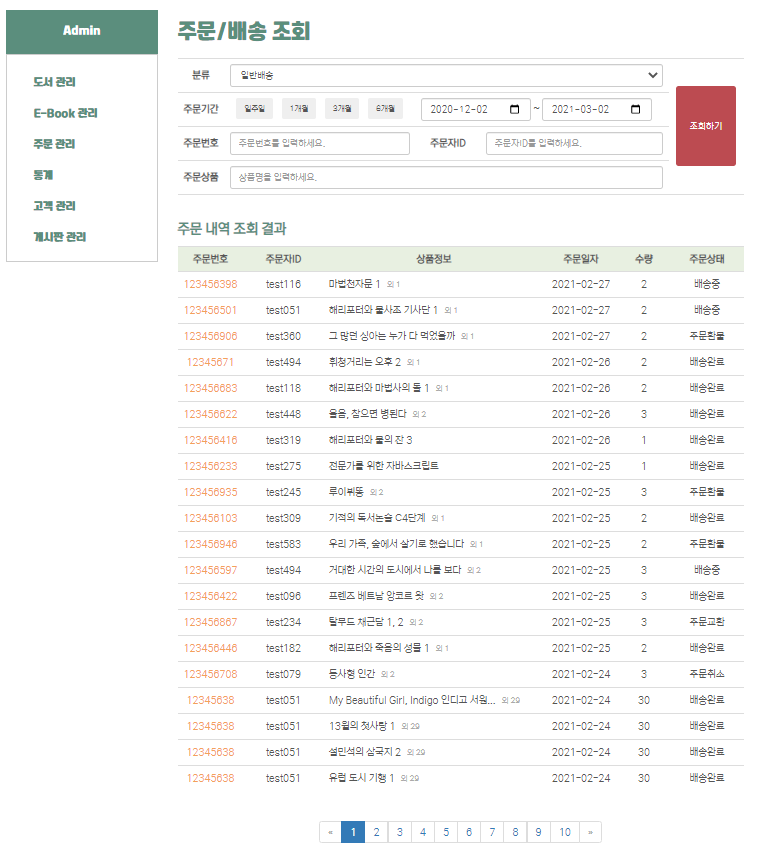 Admin
도서 관리
E-Book 관리
주문 관리
통계
고객 관리
게시판 관리
주문/배송 조회
분류 일반배송
주문기간 일주일 1개월 3개월 6개월 2020-12-02 ~ 2021-03-02
조회하기
주문번호 주문번호를 입력하세요. 주문자ID 주문자ID를 입력하세요.
주문상품 상품명을 입력하세요.
주문 내역 조회 결과
주문번호 주문자ID 상품정보 주문일자 수량 주문상태
123456398 test116 마법천자문 1 외 1 2021-02-27 2 배송중
123456501 test051 해리포터와 불사조 기사단 1 외 1 2021-02-27 2 배송중
123456906 test360 그 많던 싱아는 누가 다 먹었을까 외 1 2021-02-27 2 주문환불
12345671 test494 휘청거리는 오후 2 외 1 2021-02-26 2 배송완료
123456683 test118 해리포터와 마법사의 돌 1 외 1 2021-02-26 2 배송완료
123456622 test448 울음, 참으면 병된다 외 2 2021-02-26 3 배송완료
123456416 test319 해리포터와 불의 잔 3 2021-02-26 1 배송완료
123456233 test275 전문가를 위한 자바스크립트 2021-02-25 1 배송완료
123456935 test245 루이뷔똥 외 2 2021-02-25 3 주문환불
123456103 test309 기적의 독서논술 C4단계 외 1 2021-02-25 2 배송완료
123456946 test583 우리 가족, 숲에서 살기로 했습니다 외 1 2021-02-25 2 주문환불
123456597 test494 거대한 시간의 도시에서 나를 보다 외 2 2021-02-25 3 배송중
123456422 test096 프렌즈 베트남 앙코르 왓 외 2 2021-02-25 3 배송완료
123456867 test234 탈무드 채근담 1, 2 외 2 2021-02-25 3 주문교환
123456446 test182 해리포터와 죽음의 성물 1 외 1 2021-02-25 2 배송완료
123456708 test079 등사형 인간 외 2 2021-02-24 3 주문취소
12345638 test051 My Beautiful Girl, Indigo 인디고 서원... 외 29 2021-02-24 30 배송완료
12345638 test051 13월의 첫사랑 1 외 29 2021-02-24 30 배송완료
12345638 test051 설민석의 삼국지 2 외 29 2021-02-24 30 배송완료
12345638 test051 유럽 도시 기행 1 외 29 2021-02-24 30 배송완료
« 1 2 3 4 5 6 7 8 9 10 »